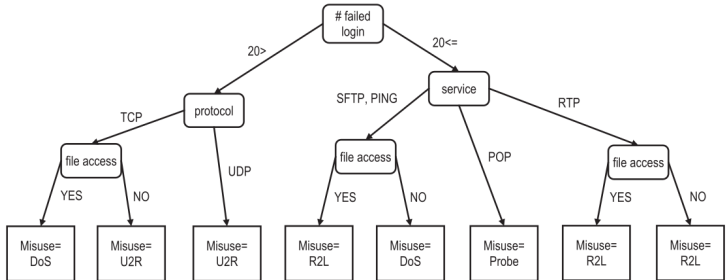 # failed
login
20>
20<=
service
SFTP, PING
RTP
protocol
TCP
file access
UDP
file access
POP
file access
YES
NO
YES
NO
YES
NO
Misuse=
DoS
Misuse=
U2R
Misuse=
U2R
Misuse=
R2L
Misuse=
DoS
Misuse=
Probe
Misuse=
R2L
Misuse=
R2L